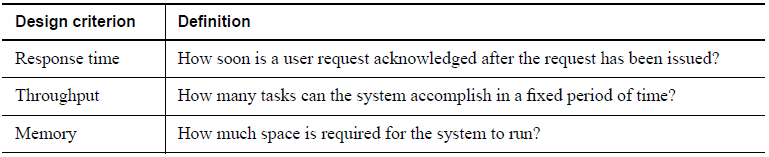 Design criterion Definition
Response time How soon is a user request acknowledged after the request has been issued?
Throughput How many tasks can the system accomplish in a fixed period of time?
Memory How much space is required for the system to run?